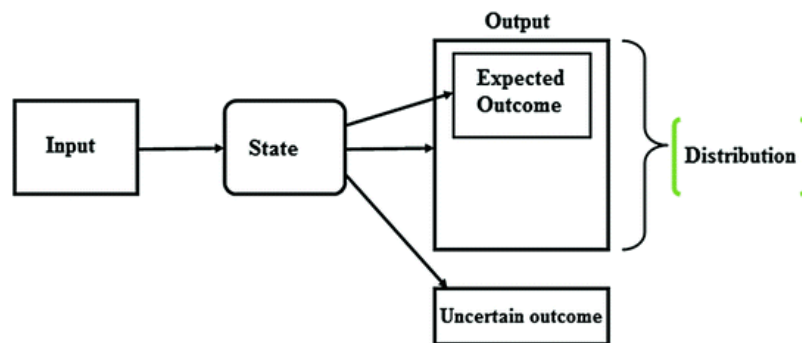 Output
Expected
Outcome
Input
State
Distribution
Uncertain outcome